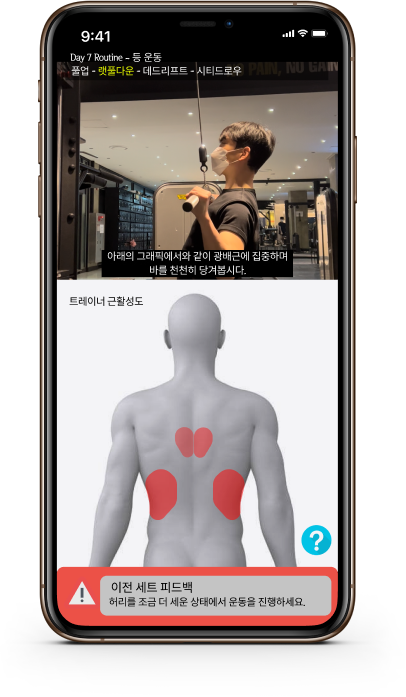 9:41
Day 7 Routine - 등 운동
풀업 - 랫풀다운 - 데드리프트 - 시티드로우
PAIN, NO GAIN
아래의 그래픽에서와 같이 광배근에 집중하며
바를 천천히 당겨봅시다.
트레이너 근활성도
?
!
이전 세트 피드백
허리를 조금 더 세운 상태에서 운동을 진행하세요.